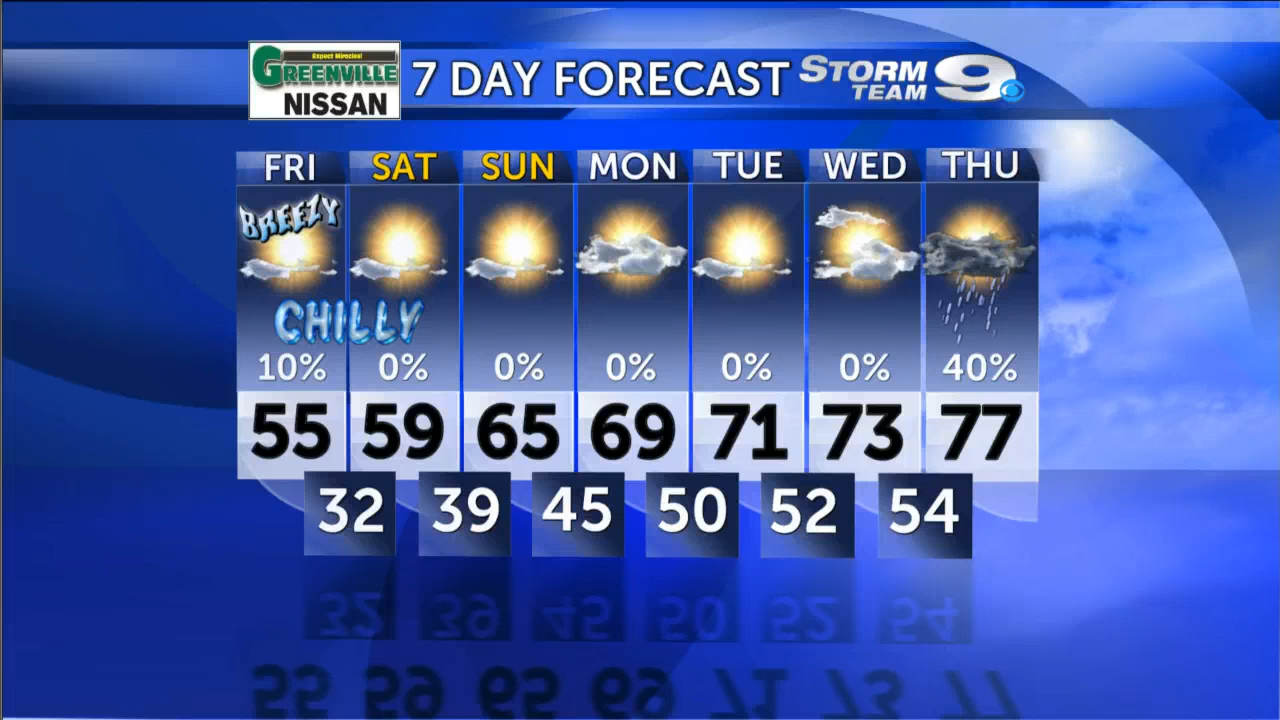 Expect Miracles!
GREENVILLE
NISSAN
7 DAY FORECAST
STORM
TEAM
9
FRI SAT SUN MON TUE WED THU
BREEZY
CHILLY
10% 0% 0% 0% 0% 0% 40%
55 59 65 69 71 73 77
32 39 45 50 52 54